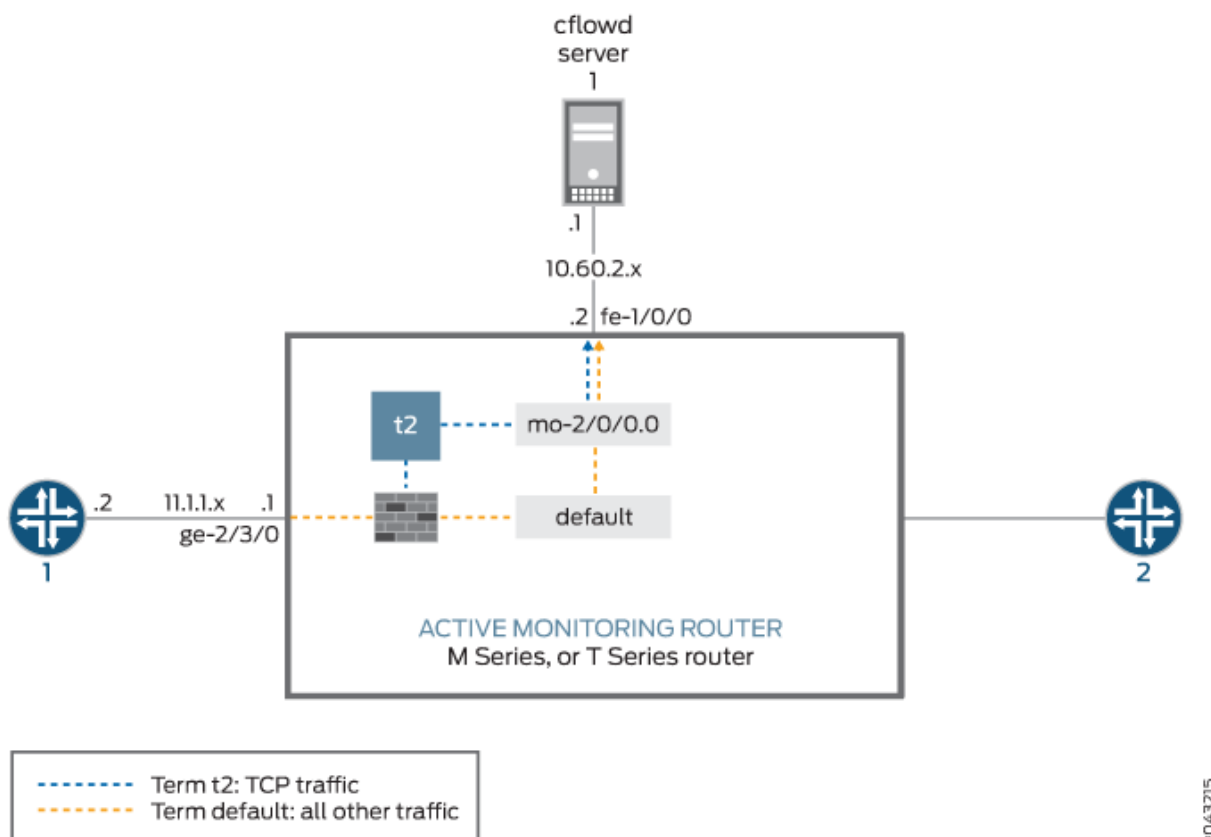 cflowd
server
1
.1
10.60.2.x
.2 fe-1/0/0
t2
mo-2/0/0.0
.2 11.1.1.x .1
ge-2/3/0
default
1
2
ACTIVE MONITORING ROUTER
M Series, or T Series router
Term t2: TCP traffic
Term default: all other traffic